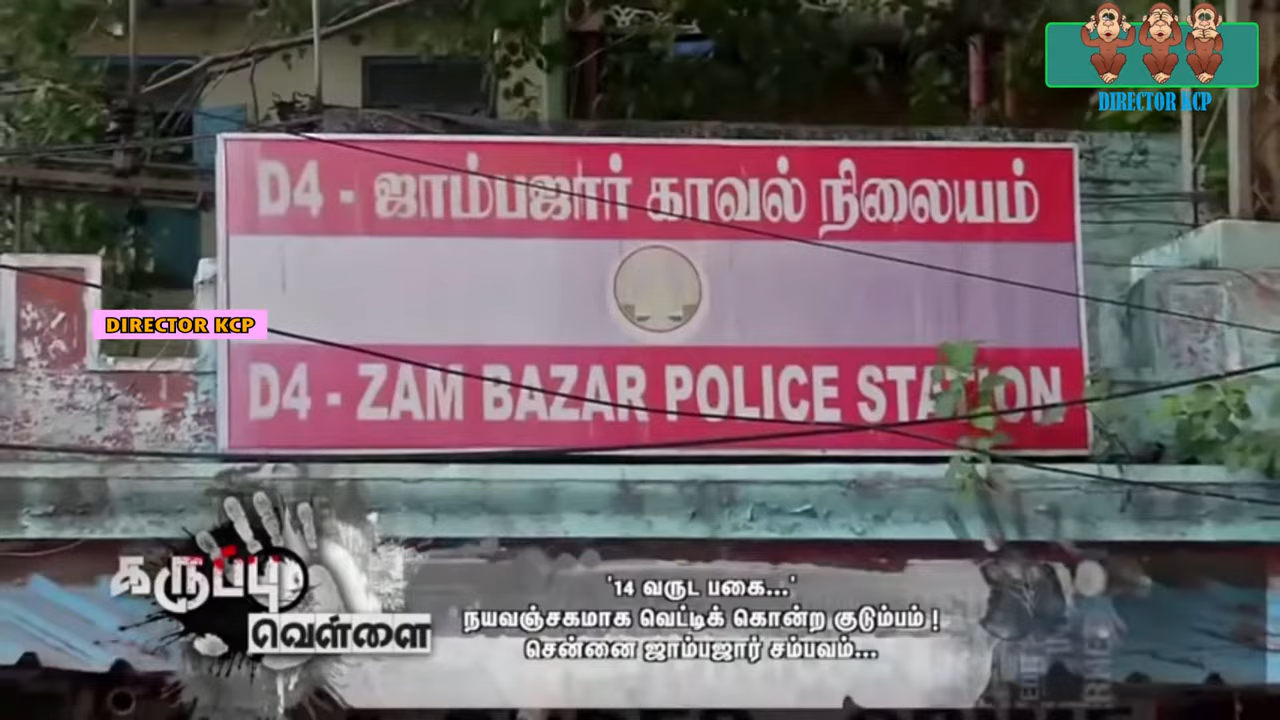 DIRECTOR KCP
D4 - ஜாம்பஜார் காவல் நிலையம்
DIRECTOR KCP
D4 - ZAM BAZAR POLICE STATION
கருப்பு
வெள்ளை
'14 வருட பகை...'
நயவஞ்சகமாக வெட்டிக் கொன்ற குடும்பம் !
சென்னை ஜாம்பஜார் சம்பவம்...